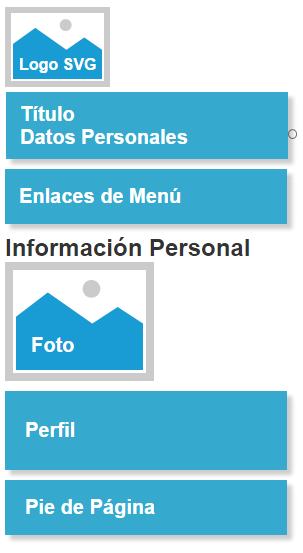 Logo SVG
Título
Datos Personales
Enlaces de Menú
Información Personal
Foto
Perfil
Pie de Página